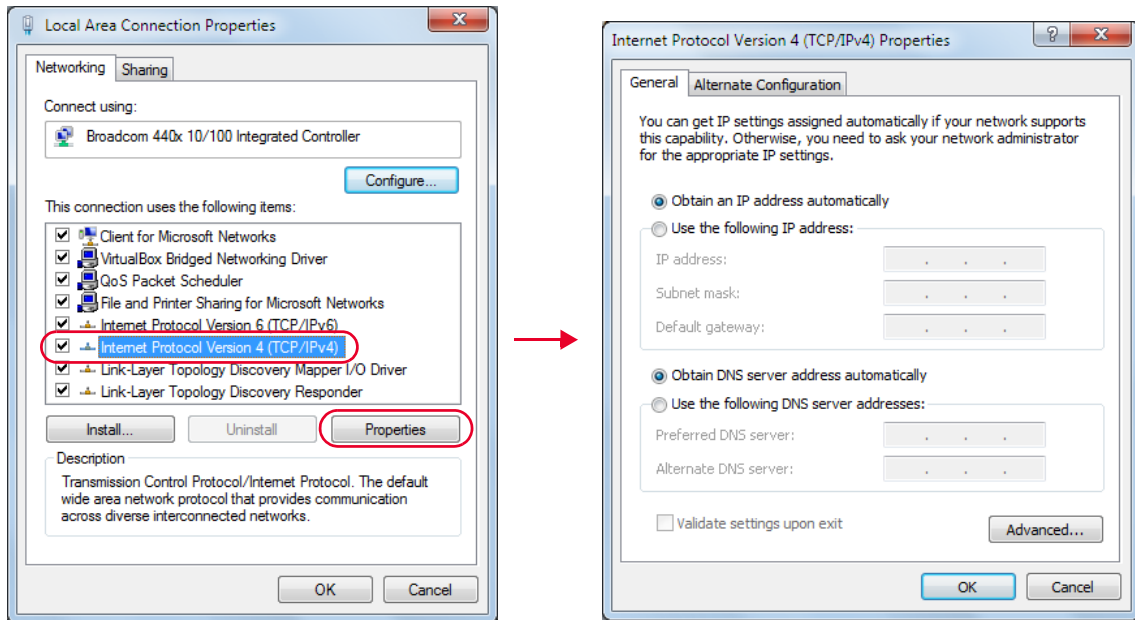 Local Area Connection Properties
Networking
Sharing
Connect using:
Broadcom 440x 10/100 Integrated Controller
Configure...
This connection uses the following items:
Client for Microsoft Networks
VirtualBox Bridged Networking Driver
QoS Packet Scheduler
File and Printer Sharing for Microsoft Networks
Internet Protocol Version 6 (TCP/IPv6)
Internet Protocol Version 4 (TCP/IPv4)
Link-Layer Topology Discovery Mapper I/O Driver
Link-Layer Topology Discovery Responder
Install...
Uninstall
Properties
Description
Transmission Control Protocol/Internet Protocol. The default
wide area network protocol that provides communication
across diverse interconnected networks.
OK
Cancel
Internet Protocol Version 4 (TCP/IPv4) Properties
General
Alternate Configuration
You can get IP settings assigned automatically if your network supports
this capability. Otherwise, you need to ask your network administrator
for the appropriate IP settings.
Obtain an IP address automatically
Use the following IP address:
IP address:
Subnet mask:
Default gateway:
Obtain DNS server address automatically
Use the following DNS server addresses:
Preferred DNS server:
Alternate DNS server:
Validate settings upon exit
Advanced...
OK
Cancel